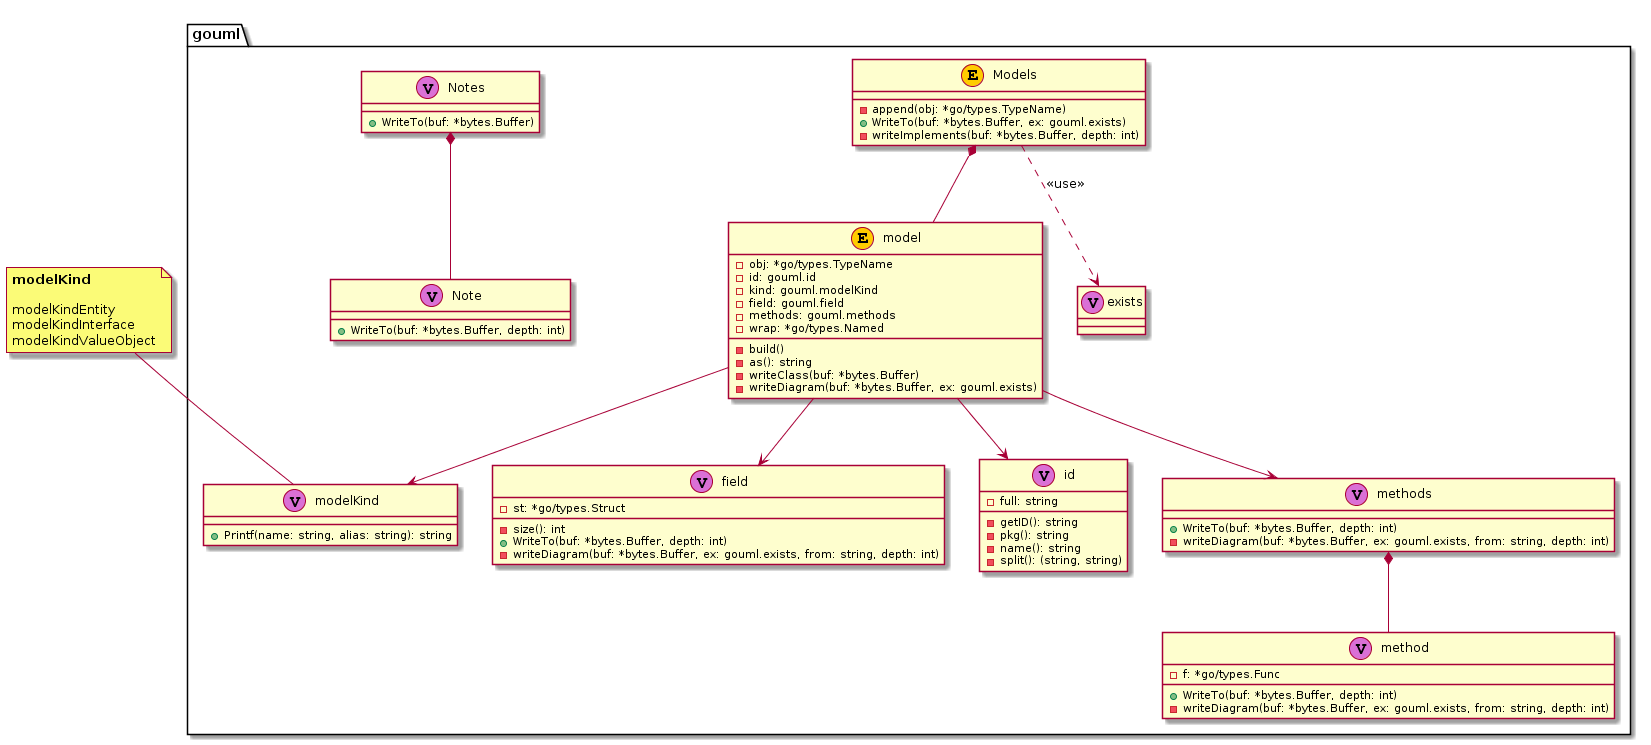 gouml
V Notes
WriteTo(buf: *bytes.Buffer)
E Models
append(obj: *go/types.TypeName)
WriteTo(buf: *bytes.Buffer, ex: gouml.exists)
writeImplements(buf: *bytes.Buffer, depth: int)
«use»
E model
obj: *go/types.TypeName
id: gouml.id
kind: gouml.modelKind
field: gouml.field
methods: gouml.methods
wrap: *go/types.Named
build()
as(): string
writeClass(buf: *bytes.Buffer)
writeDiagram(buf: *bytes.Buffer, ex: gouml.exists)
modelKind
modelKindEntity
modelKindInterface
modelKindValueObject
V Note
WriteTo(buf: *bytes.Buffer, depth: int)
V exists
V modelKind
Printf(name: string, alias: string): string
V field
st: *go/types.Struct
size(): int
WriteTo(buf: *bytes.Buffer, depth: int)
writeDiagram(buf: *bytes.Buffer, ex: gouml.exists, from: string, depth: int)
V id
full: string
getID(): string
pkg(): string
name(): string
split(): (string, string)
V methods
WriteTo(buf: *bytes.Buffer, depth: int)
writeDiagram(buf: *bytes.Buffer, ex: gouml.exists, from: string, depth: int)
V method
f: *go/types.Func
WriteTo(buf: *bytes.Buffer, depth: int)
writeDiagram(buf: *bytes.Buffer, ex: gouml.exists, from: string, depth: int)